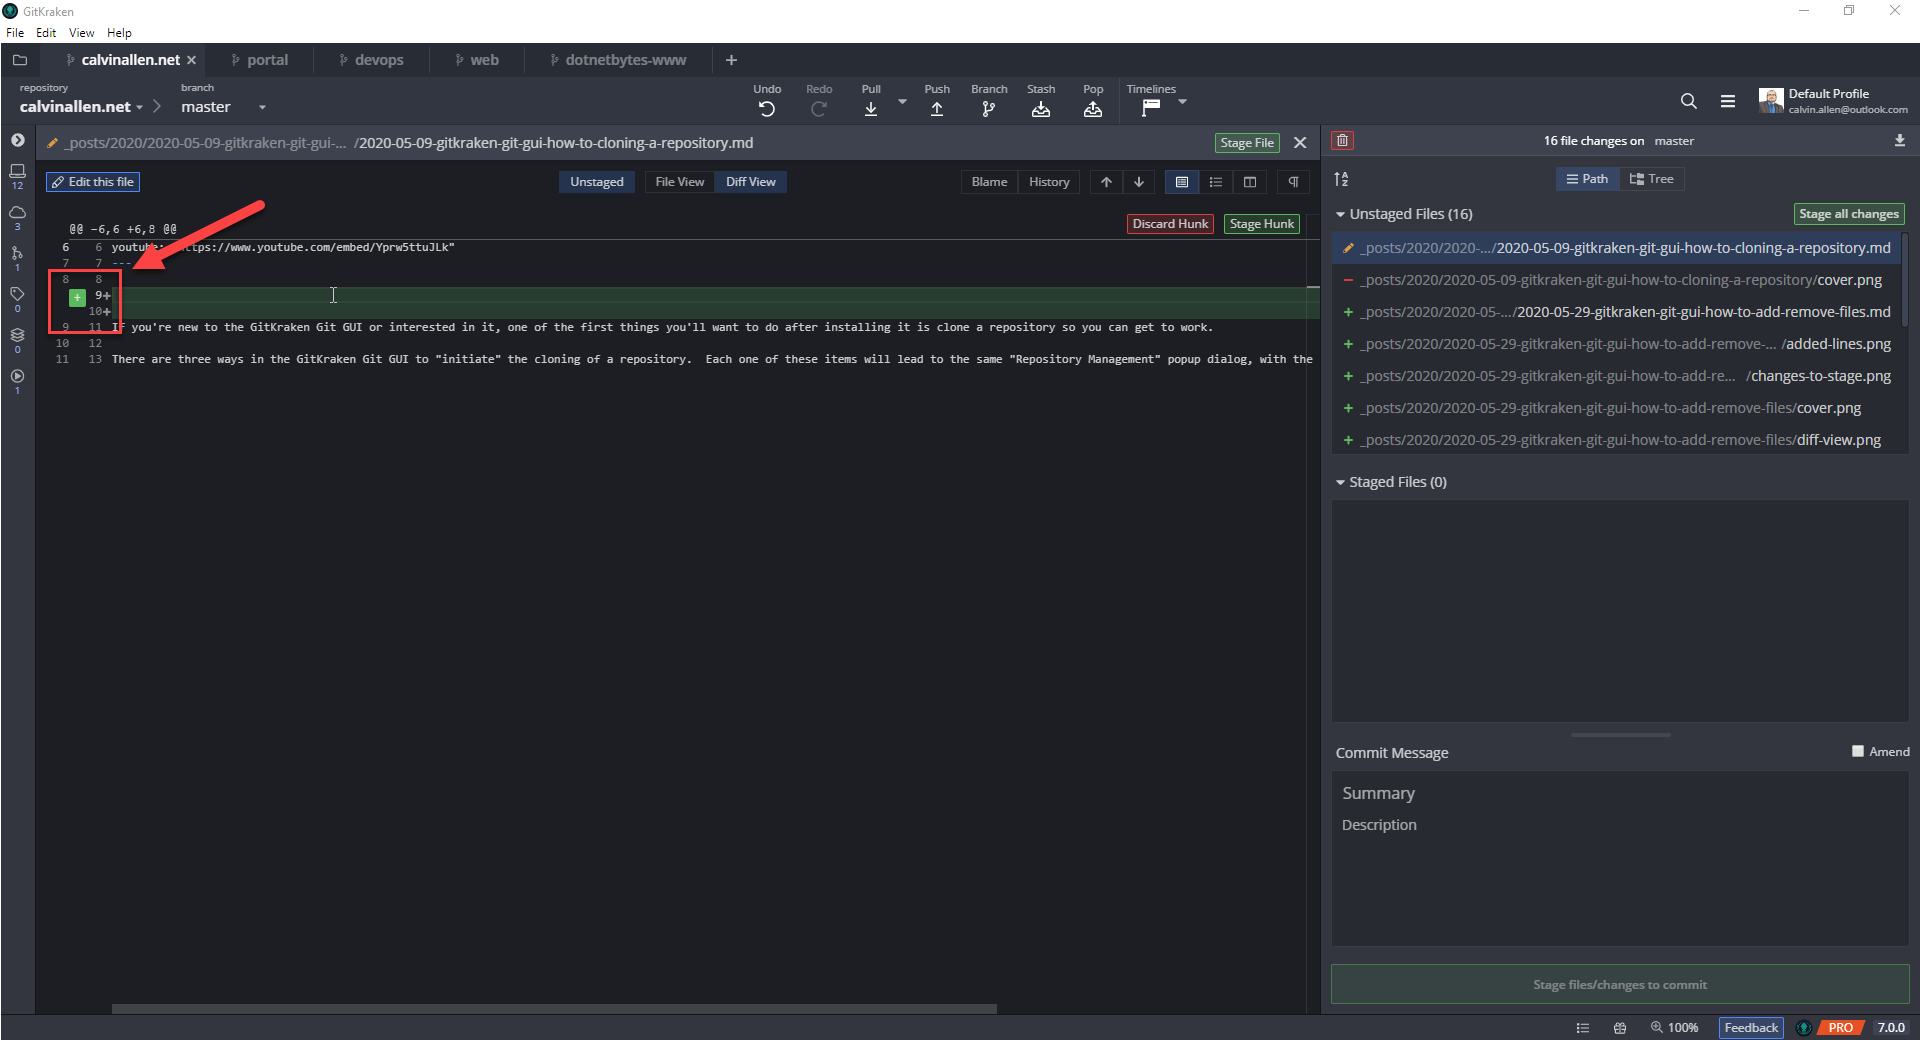 GitKraken
File Edit View Help
calvinallen.net portal devops web dotnetbytes-www
repository branch
calvinallen.net master
Undo Redo Pull Push Branch Stash Pop Timelines
Default Profile
calvin.allen@outlook.com
_posts/2020/2020-05-09-gitkraken-git-gui-... /2020-05-09-gitkraken-git-gui-how-to-cloning-a-repository.md Stage File
Edit this file Unstaged File View Diff View Blame History
@@ -6,6 +6,8 @@ Discard Hunk Stage Hunk
6 6 youtube: ttps://www.youtube.com/embed/Yprw5ttuJLk"
7 7 ---
8 8
9+
10+
9 11 If you're new to the GitKraken Git GUI or interested in it, one of the first things you'll want to do after installing it is clone a repository so you can get to work.
10 12
11 13 There are three ways in the GitKraken Git GUI to "initiate" the cloning of a repository. Each one of these items will lead to the same "Repository Management" popup dialog, with the
12
3
1
0
0
1
16 file changes on master
Path Tree
Unstaged Files (16) Stage all changes
_posts/2020/2020-.../2020-05-09-gitkraken-git-gui-how-to-cloning-a-repository.md
_posts/2020/2020-05-09-gitkraken-git-gui-how-to-cloning-a-repository/cover.png
_posts/2020/2020-05-.../2020-05-29-gitkraken-git-gui-how-to-add-remove-files.md
_posts/2020/2020-05-29-gitkraken-git-gui-how-to-add-remove-... /added-lines.png
_posts/2020/2020-05-29-gitkraken-git-gui-how-to-add-re... /changes-to-stage.png
_posts/2020/2020-05-29-gitkraken-git-gui-how-to-add-remove-files/cover.png
_posts/2020/2020-05-29-gitkraken-git-gui-how-to-add-remove-files/diff-view.png
Staged Files (0)
Commit Message Amend
Summary
Description
Stage files/changes to commit
100% Feedback PRO 7.0.0